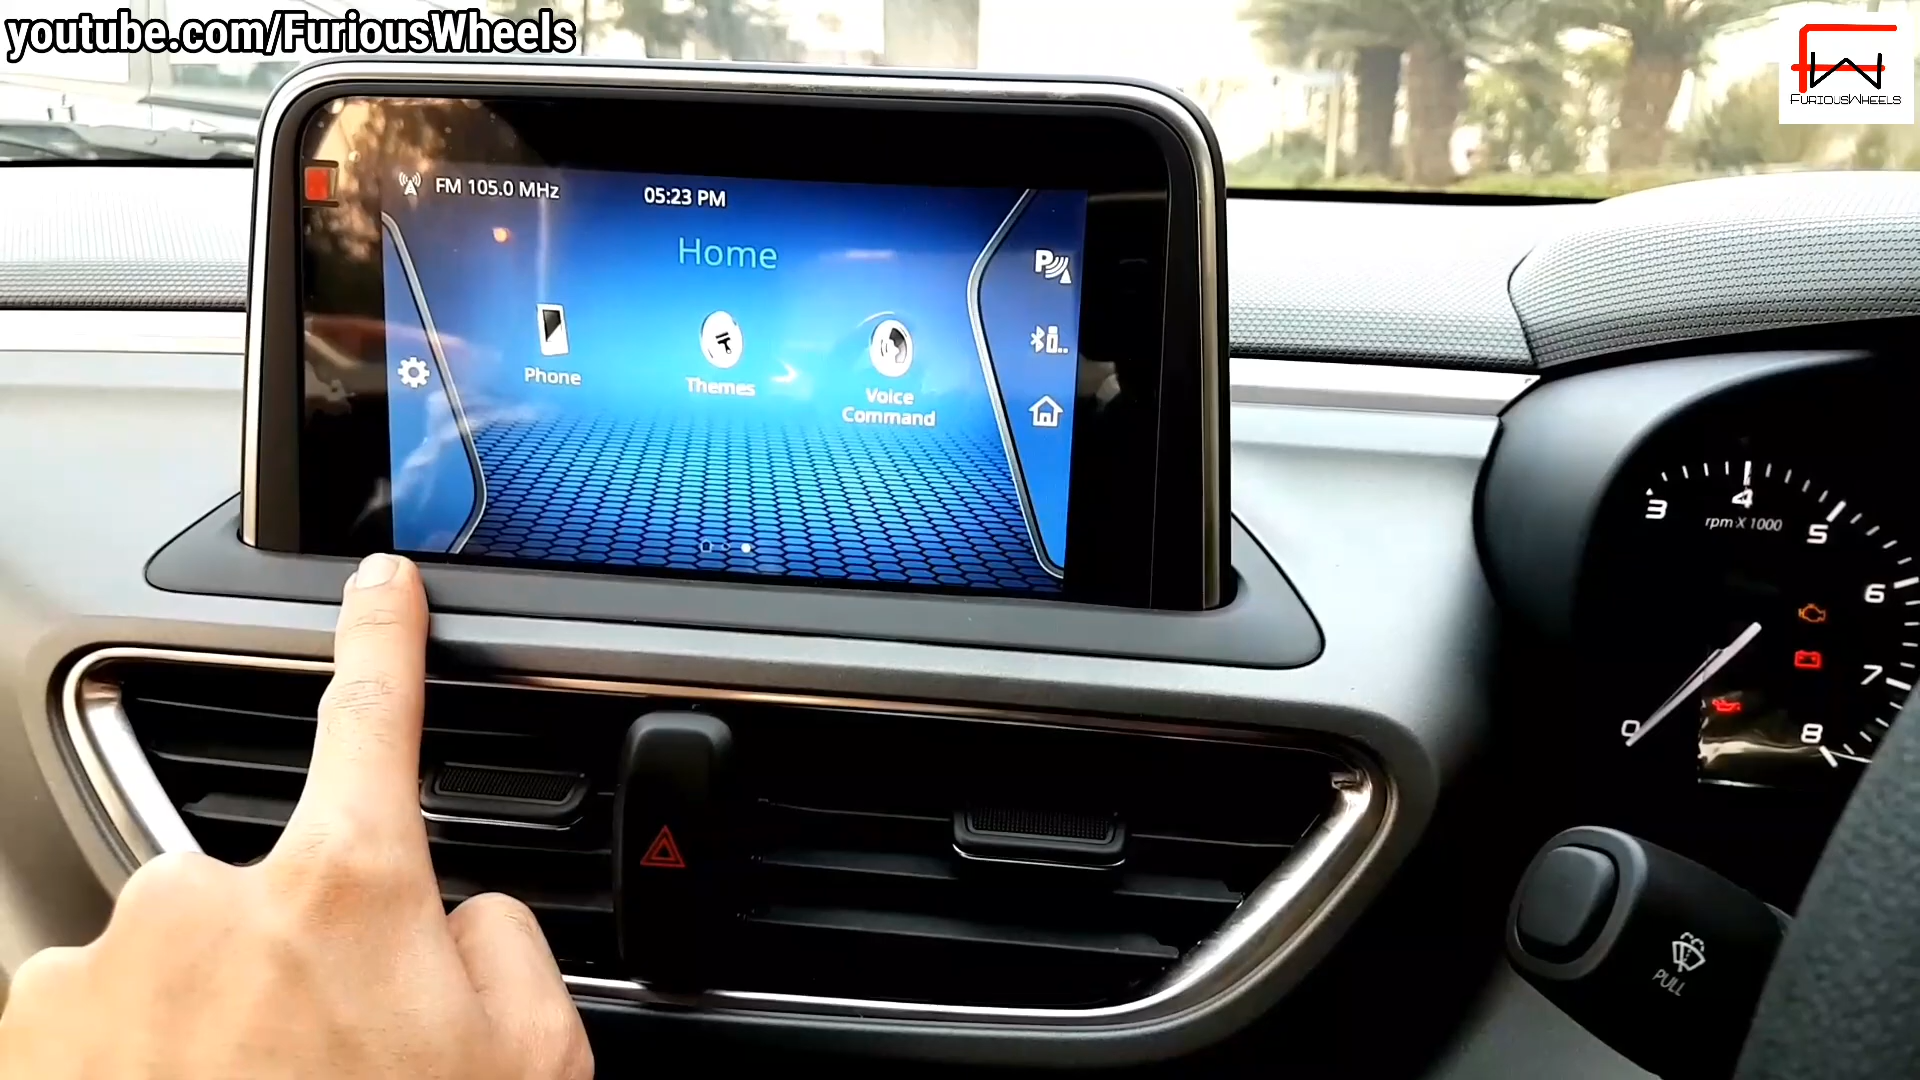 youtube.com/FuriousWheels
FW
FURIOUSWHEELS
FM 105.0 MHz
05:23 PM
Home
P
Phone
Themes
Voice
Command
3
4
5
6
7
8
0
rpm X 1000
PULL